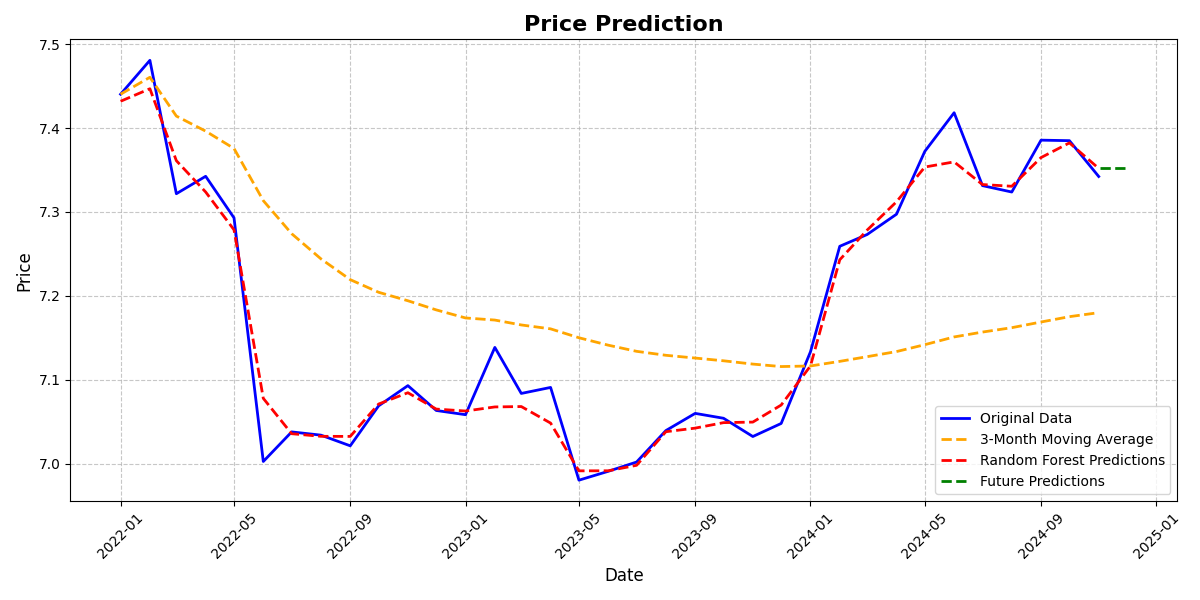 Price Prediction
7.5
7.4
7.3
7.2
7.1
7.0
Price
2022-01
2022-05
2022-09
2023-01
2023-05
2023-09
2024-01
2024-05
2024-09
2025-01
Date
Original Data
3-Month Moving Average
Random Forest Predictions
Future Predictions